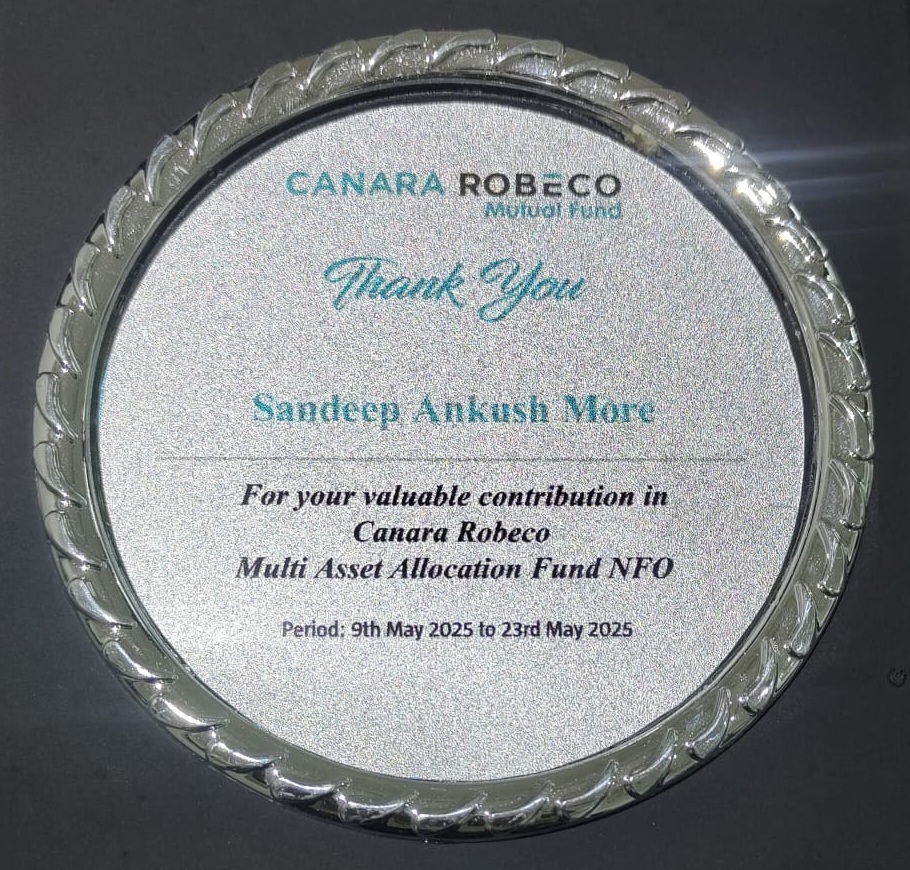 CANARA ROBECO
Mutual Fund
Thank You
Sandeep Ankush More
For your valuable contribution in
Canara Robeco
Multi Asset Allocation Fund NFO
Period: 9th May 2025 to 23rd May 2025